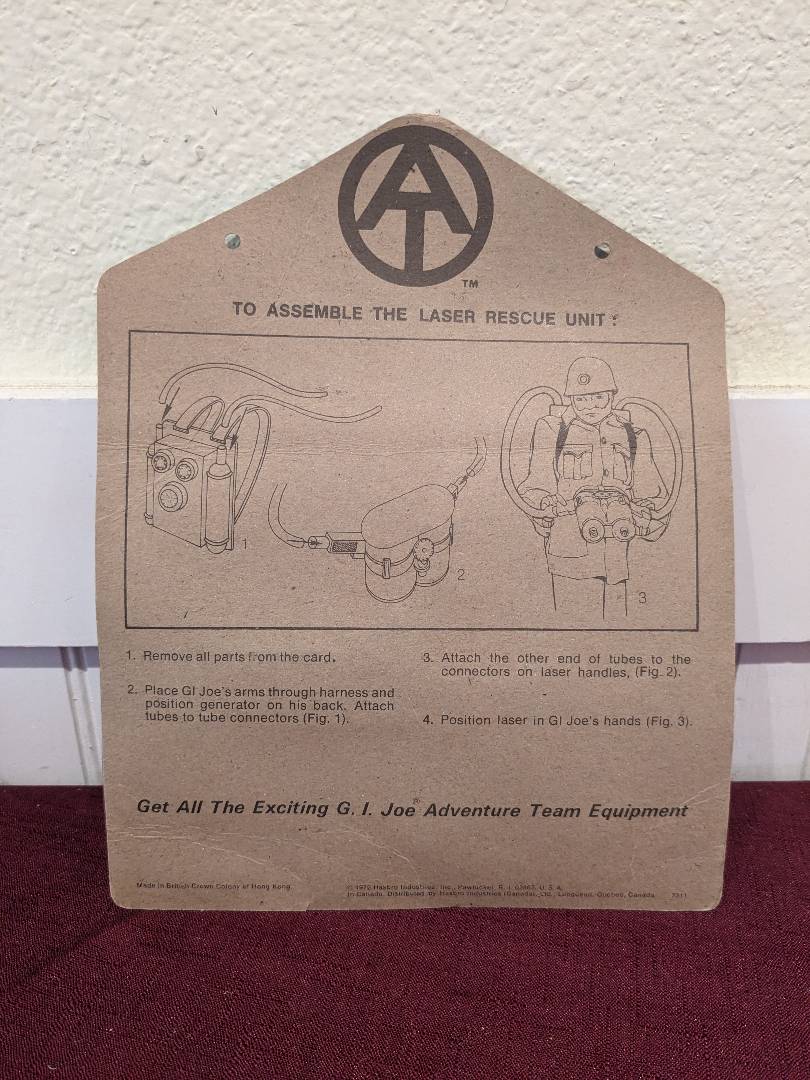 AT
TM
TO ASSEMBLE THE LASER RESCUE UNIT :
1
2
3
1. Remove all parts from the card.
2. Place GI Joe's arms through harness and
position generator on his back. Attach
tubes to tube connectors (Fig. 1).
3. Attach the other end of tubes to the
connectors on laser handles, (Fig. 2).
4. Position laser in GI Joe's hands (Fig. 3).
Get All The Exciting G. I. Joe® Adventure Team Equipment
Made in British Crown Colony of Hong Kong.
© 1972 Hasbro Industries, Inc., Pawtucket, R. I. 02862, U. S. A.
In Canada, Distributed by Hasbro Industries (Canada), Ltd., Longueuil, Quebec, Canada. 7311